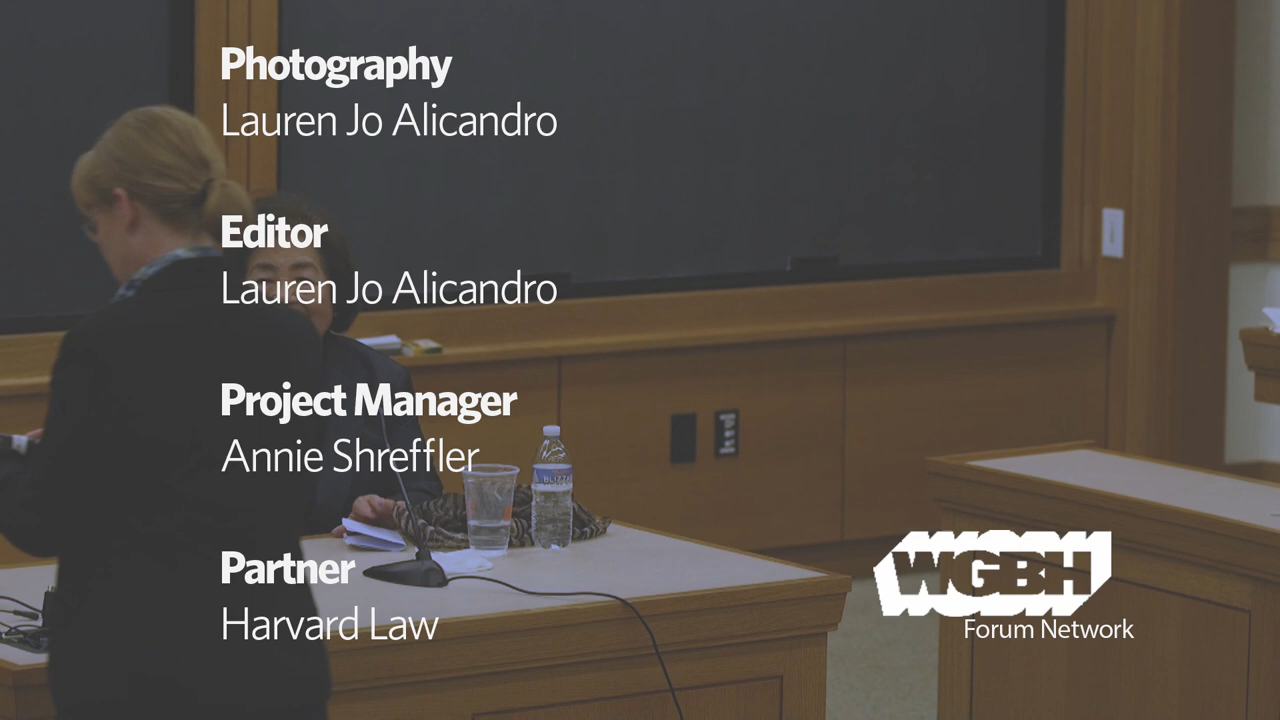 Photography
Lauren Jo Alicandro
Editor
Lauren Jo Alicandro
Project Manager
Annie Shreffler
Partner
Harvard Law
WGBH
Forum Network